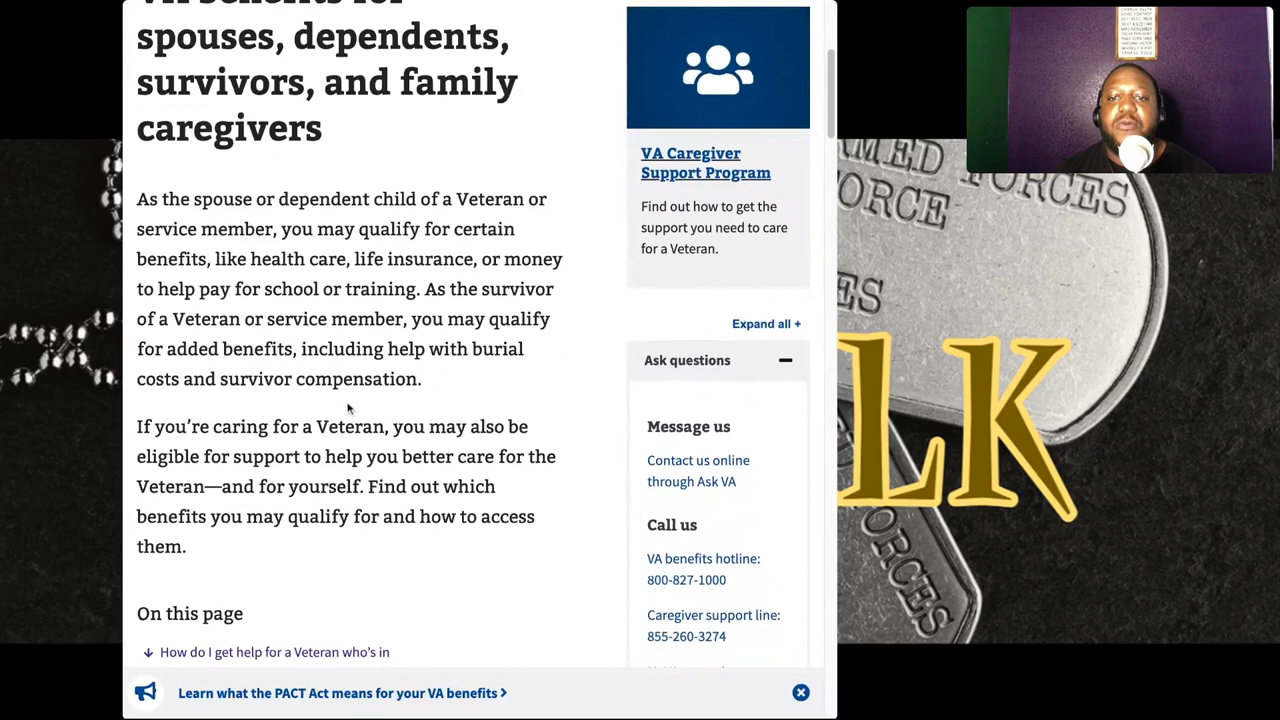 VA benefits for
spouses, dependents,
survivors, and family
caregivers
As the spouse or dependent child of a Veteran or
service member, you may qualify for certain
benefits, like health care, life insurance, or money
to help pay for school or training. As the survivor
of a Veteran or service member, you may qualify
for added benefits, including help with burial
costs and survivor compensation.
If you’re caring for a Veteran, you may also be
eligible for support to help you better care for the
Veteran—and for yourself. Find out which
benefits you may qualify for and how to access
them.
On this page
How do I get help for a Veteran who’s in
VA Caregiver
Support Program
Find out how to get the
support you need to care
for a Veteran.
Expand all +
Ask questions
Message us
Contact us online
through Ask VA
Call us
VA benefits hotline:
800-827-1000
Caregiver support line:
855-260-3274
Learn what the PACT Act means for your VA benefits
ARMED FORCES
FORCE
ES
LK
FORCES